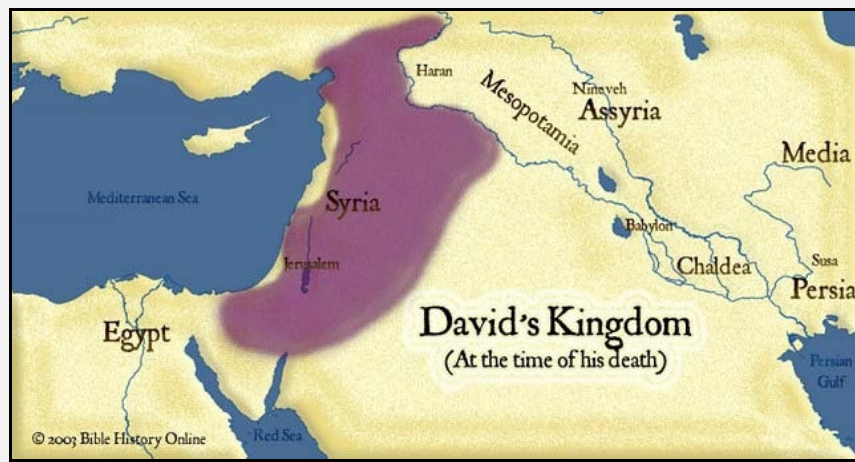 Haran
Mesopotamia
Nineveh
Assyria
Media
Mediterranean Sea
Syria
Babylon
Jerusalem
Chaldea
Susa
Persia
Egypt
David's Kingdom
(At the time of his death)
Persian
Gulf
© 2003 Bible History Online
Red Sea